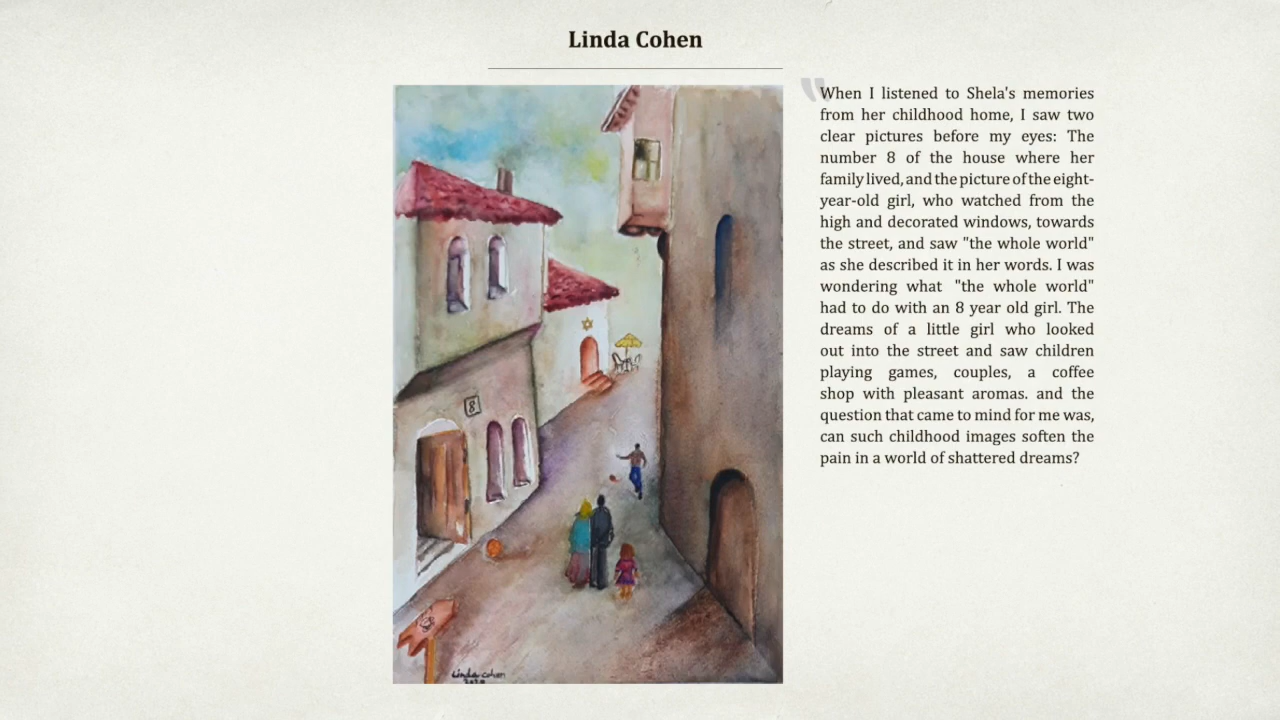 Linda Cohen
When I listened to Shela's memories
from her childhood home, I saw two
clear pictures before my eyes: The
number 8 of the house where her
family lived, and the picture of the eight-
year-old girl, who watched from the
high and decorated windows, towards
the street, and saw "the whole world"
as she described it in her words. I was
wondering what "the whole world"
had to do with an 8 year old girl. The
dreams of a little girl who looked
out into the street and saw children
playing games, couples, a coffee
shop with pleasant aromas. and the
question that came to mind for me was,
can such childhood images soften the
pain in a world of shattered dreams?
8
Linda cohen